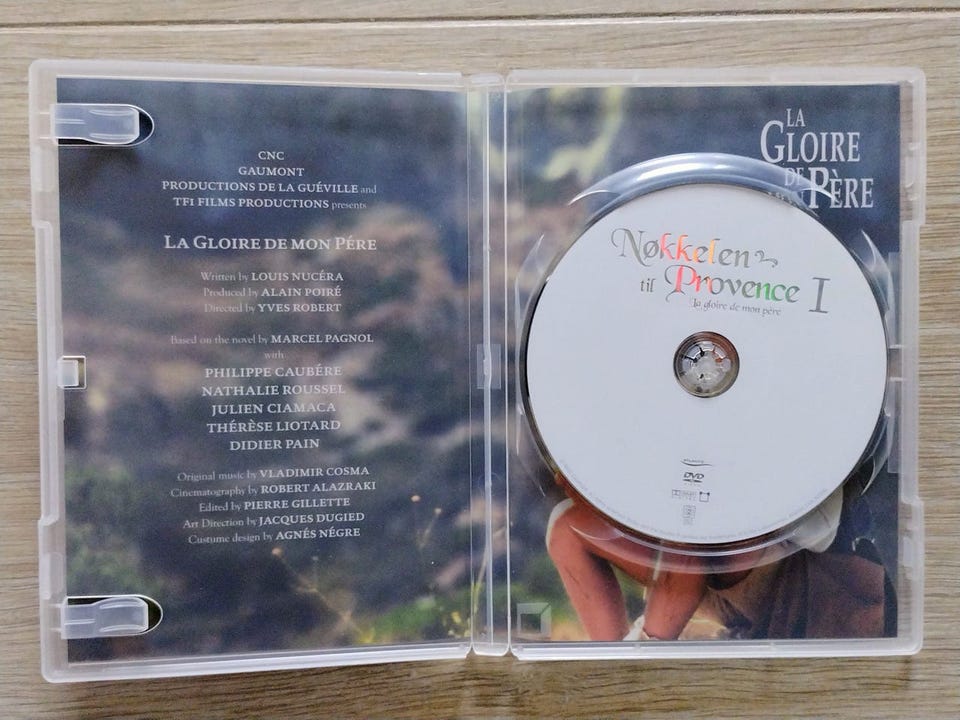 CNC
GAUMONT
PRODUCTIONS DE LA GUÉVILLE and
TF1 FILMS PRODUCTIONS presents
LA GLOIRE DE MON PÉRE
Written by LOUIS NUCÉRA
Produced by ALAIN POIRÉ
Directed by YVES ROBERT
Based on the novel by MARCEL PAGNOL
with
PHILIPPE CAUBÉRE
NATHALIE ROUSSEL
JULIEN CIAMACA
THÉRÈSE LIOTARD
DIDIER PAIN
Original music by VLADIMIR COSMA
Cinematography by ROBERT ALAZRAKI
Edited by PIERRE GILLETTE
Art Direction by JACQUES DUGIED
Custume design by AGNÉS NÉGRE
LA
GLOIRE
DE
PÈRE
Nøkkelen
til Provence I
la gloire de mon péré
DVD